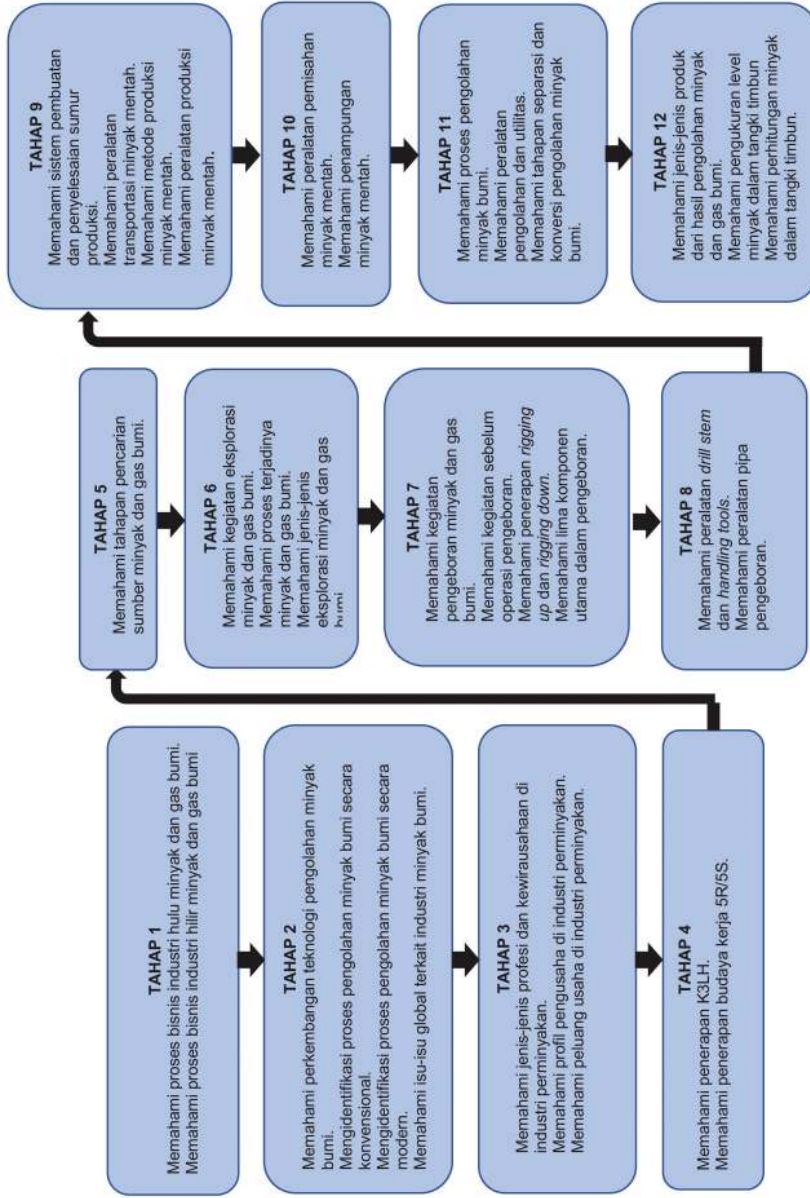 TAHAP 1
Memahami proses bisnis industri hulu minyak dan gas bumi.
Memahami proses bisnis industri hilir minyak dan gas bumi
TAHAP 2
Memahami perkembangan teknologi pengolahan minyak
bumi.
Mengidentifikasi proses pengolahan minyak bumi secara
konvensional.
Mengidentifikasi proses pengolahan minyak bumi secara
modern.
Memahami isu-isu global terkait industri minyak bumi.
TAHAP 3
Memahami jenis-jenis profesi dan kewirausahaan di
industri perminyakan.
Memahami profil pengusaha di industri perminyakan.
Memahami peluang usaha di industri perminyakan.
TAHAP 4
Memahami penerapan K3LH.
Memahami penerapan budaya kerja 5R/5S.
TAHAP 5
Memahami tahapan pencarian
sumber minyak dan gas bumi.
TAHAP 6
Memahami kegiatan eksplorasi
minyak dan gas bumi.
Memahami proses terjadinya
minyak dan gas bumi.
Memahami jenis-jenis
eksplorasi minyak dan gas
bumi
TAHAP 7
Memahami kegiatan
pengeboran minyak dan gas
bumi.
Memahami kegiatan sebelum
operasi pengeboran.
Memahami penerapan rigging
up dan rigging down.
Memahami lima komponen
utama dalam pengeboran.
TAHAP 8
Memahami peralatan drill stem
dan handling tools.
Memahami peralatan pipa
pengeboran.
TAHAP 9
Memahami sistem pembuatan
dan penyelesaian sumur
produksi.
Memahami peralatan
transportasi minyak mentah.
Memahami metode produksi
minyak mentah.
Memahami peralatan produksi
minyak mentah.
TAHAP 10
Memahami peralatan pemisahan
minyak mentah.
Memahami penampungan
minyak mentah.
TAHAP 11
Memahami proses pengolahan
minyak bumi.
Memahami peralatan
pengolahan dan utilitas.
Memahami tahapan separasi dan
konversi pengolahan minyak
bumi.
TAHAP 12
Memahami jenis-jenis produk
dari hasil pengolahan minyak
dan gas bumi.
Memahami pengukuran level
minyak dalam tangki timbun
Memahami perhitungan minyak
dalam tangki timbun.